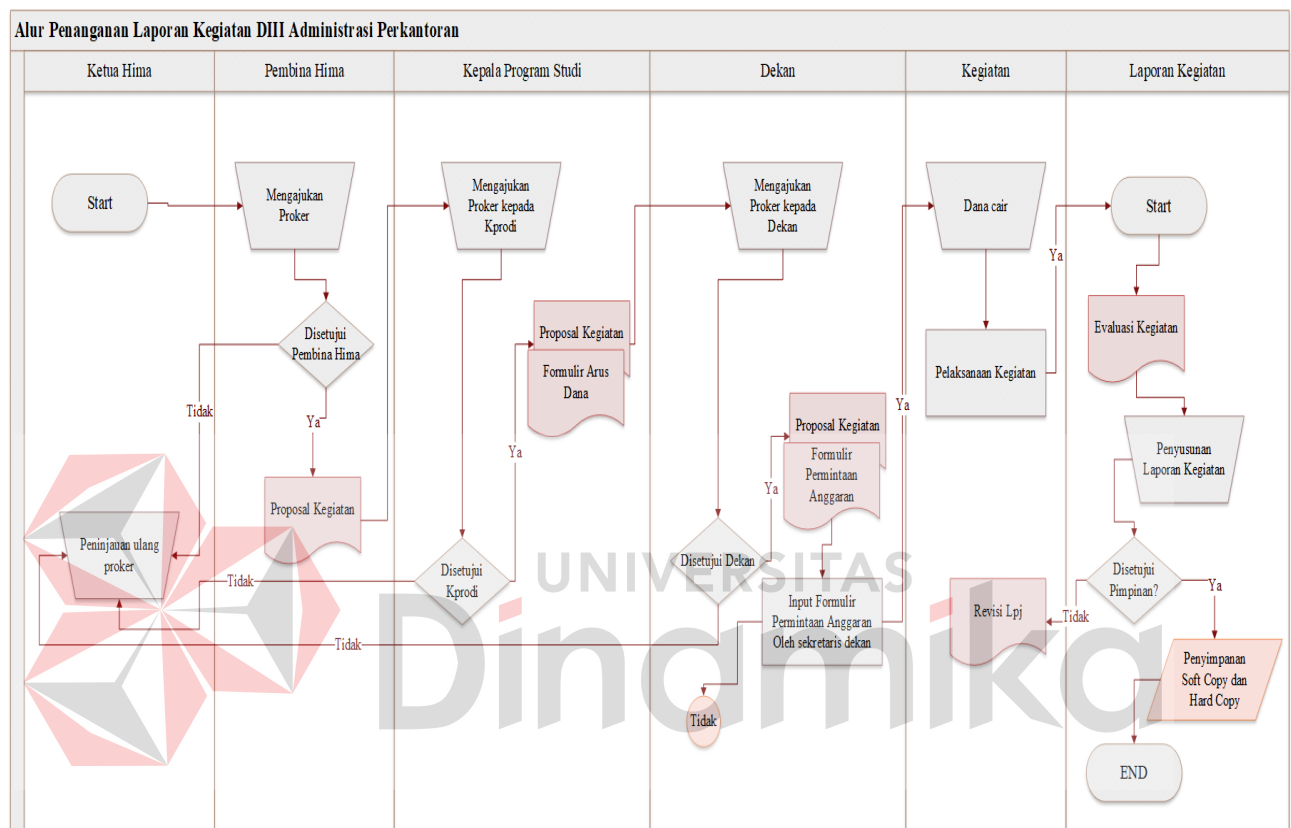 Alur Penanganan Laporan Kegiatan DIII Administrasi Perkantoran
Ketua Hima
Pembina Hima
Kepala Program Studi
Dekan
Kegiatan
Laporan Kegiatan
Start
Peninjauan ulang
proker
Mengajukan
Proker
Disetujui
Pembina Hima
Tidak
Ya
Proposal Kegiatan
Mengajukan
Proker kepada
Kprodi
Proposal Kegiatan
Formulir Arus
Dana
Ya
Disetujui
Kprodi
Tidak
Mengajukan
Proker kepada
Dekan
Disetujui Dekan
Tidak
Ya
Proposal Kegiatan
Formulir
Permintaan
Anggaran
Input Formulir
Permintaan Anggaran
Oleh sekretaris dekan
Tidak
Ya
Dana cair
Pelaksanaan Kegiatan
Ya
Start
Evaluasi Kegiatan
Penyusunan
Laporan Kegiatan
Disetujui
Pimpinan?
Tidak
Revisi Lpj
Ya
Penyimpanan
Soft Copy dan
Hard Copy
END
UNIVERSITAS
Dinamika